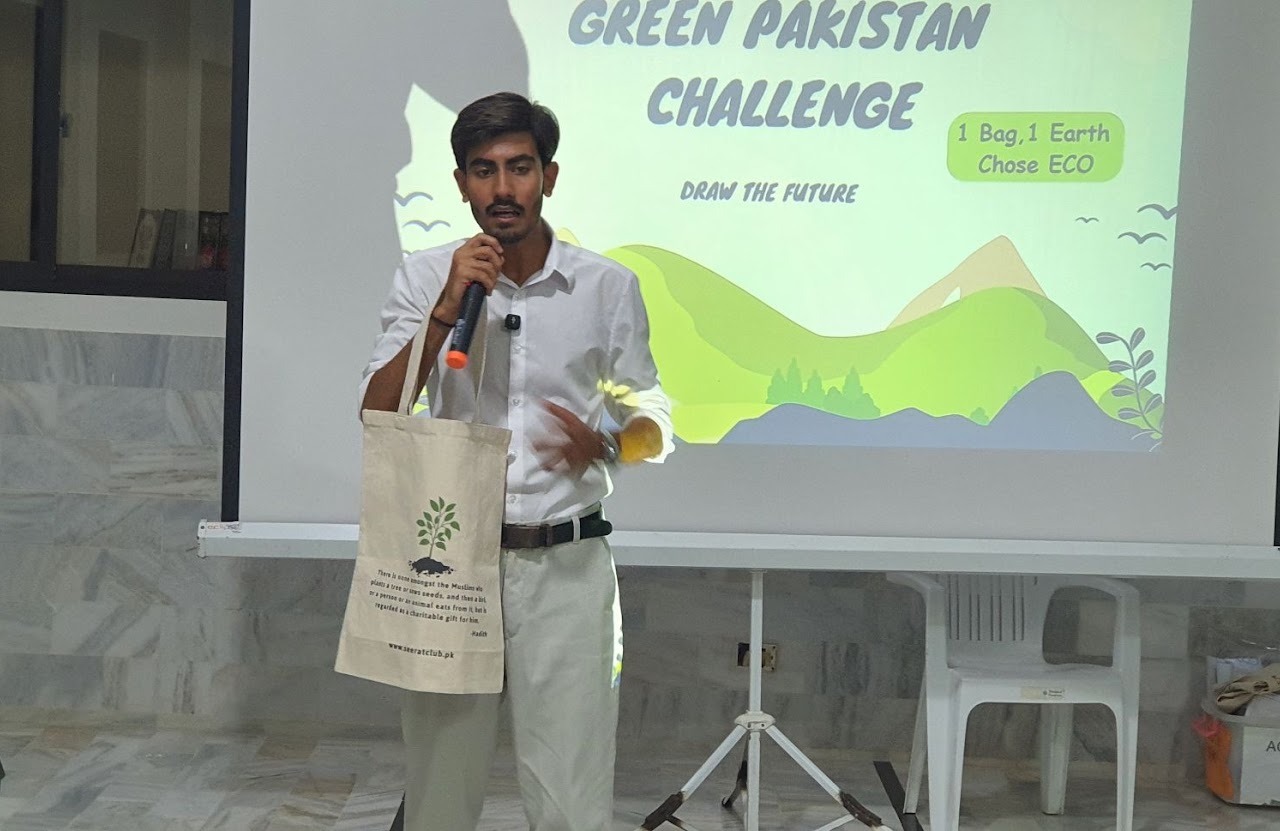 GREEN PAKISTAN
CHALLENGE
1 Bag,1 Earth
Chose ECO
DRAW THE FUTURE
There is none amongst the Muslims who
plants a tree or sows seeds, and then a bird,
or a person or an animal eats from it, but is
regarded as a charitable gift for him.
-Hadith
www.seeratclub.pk